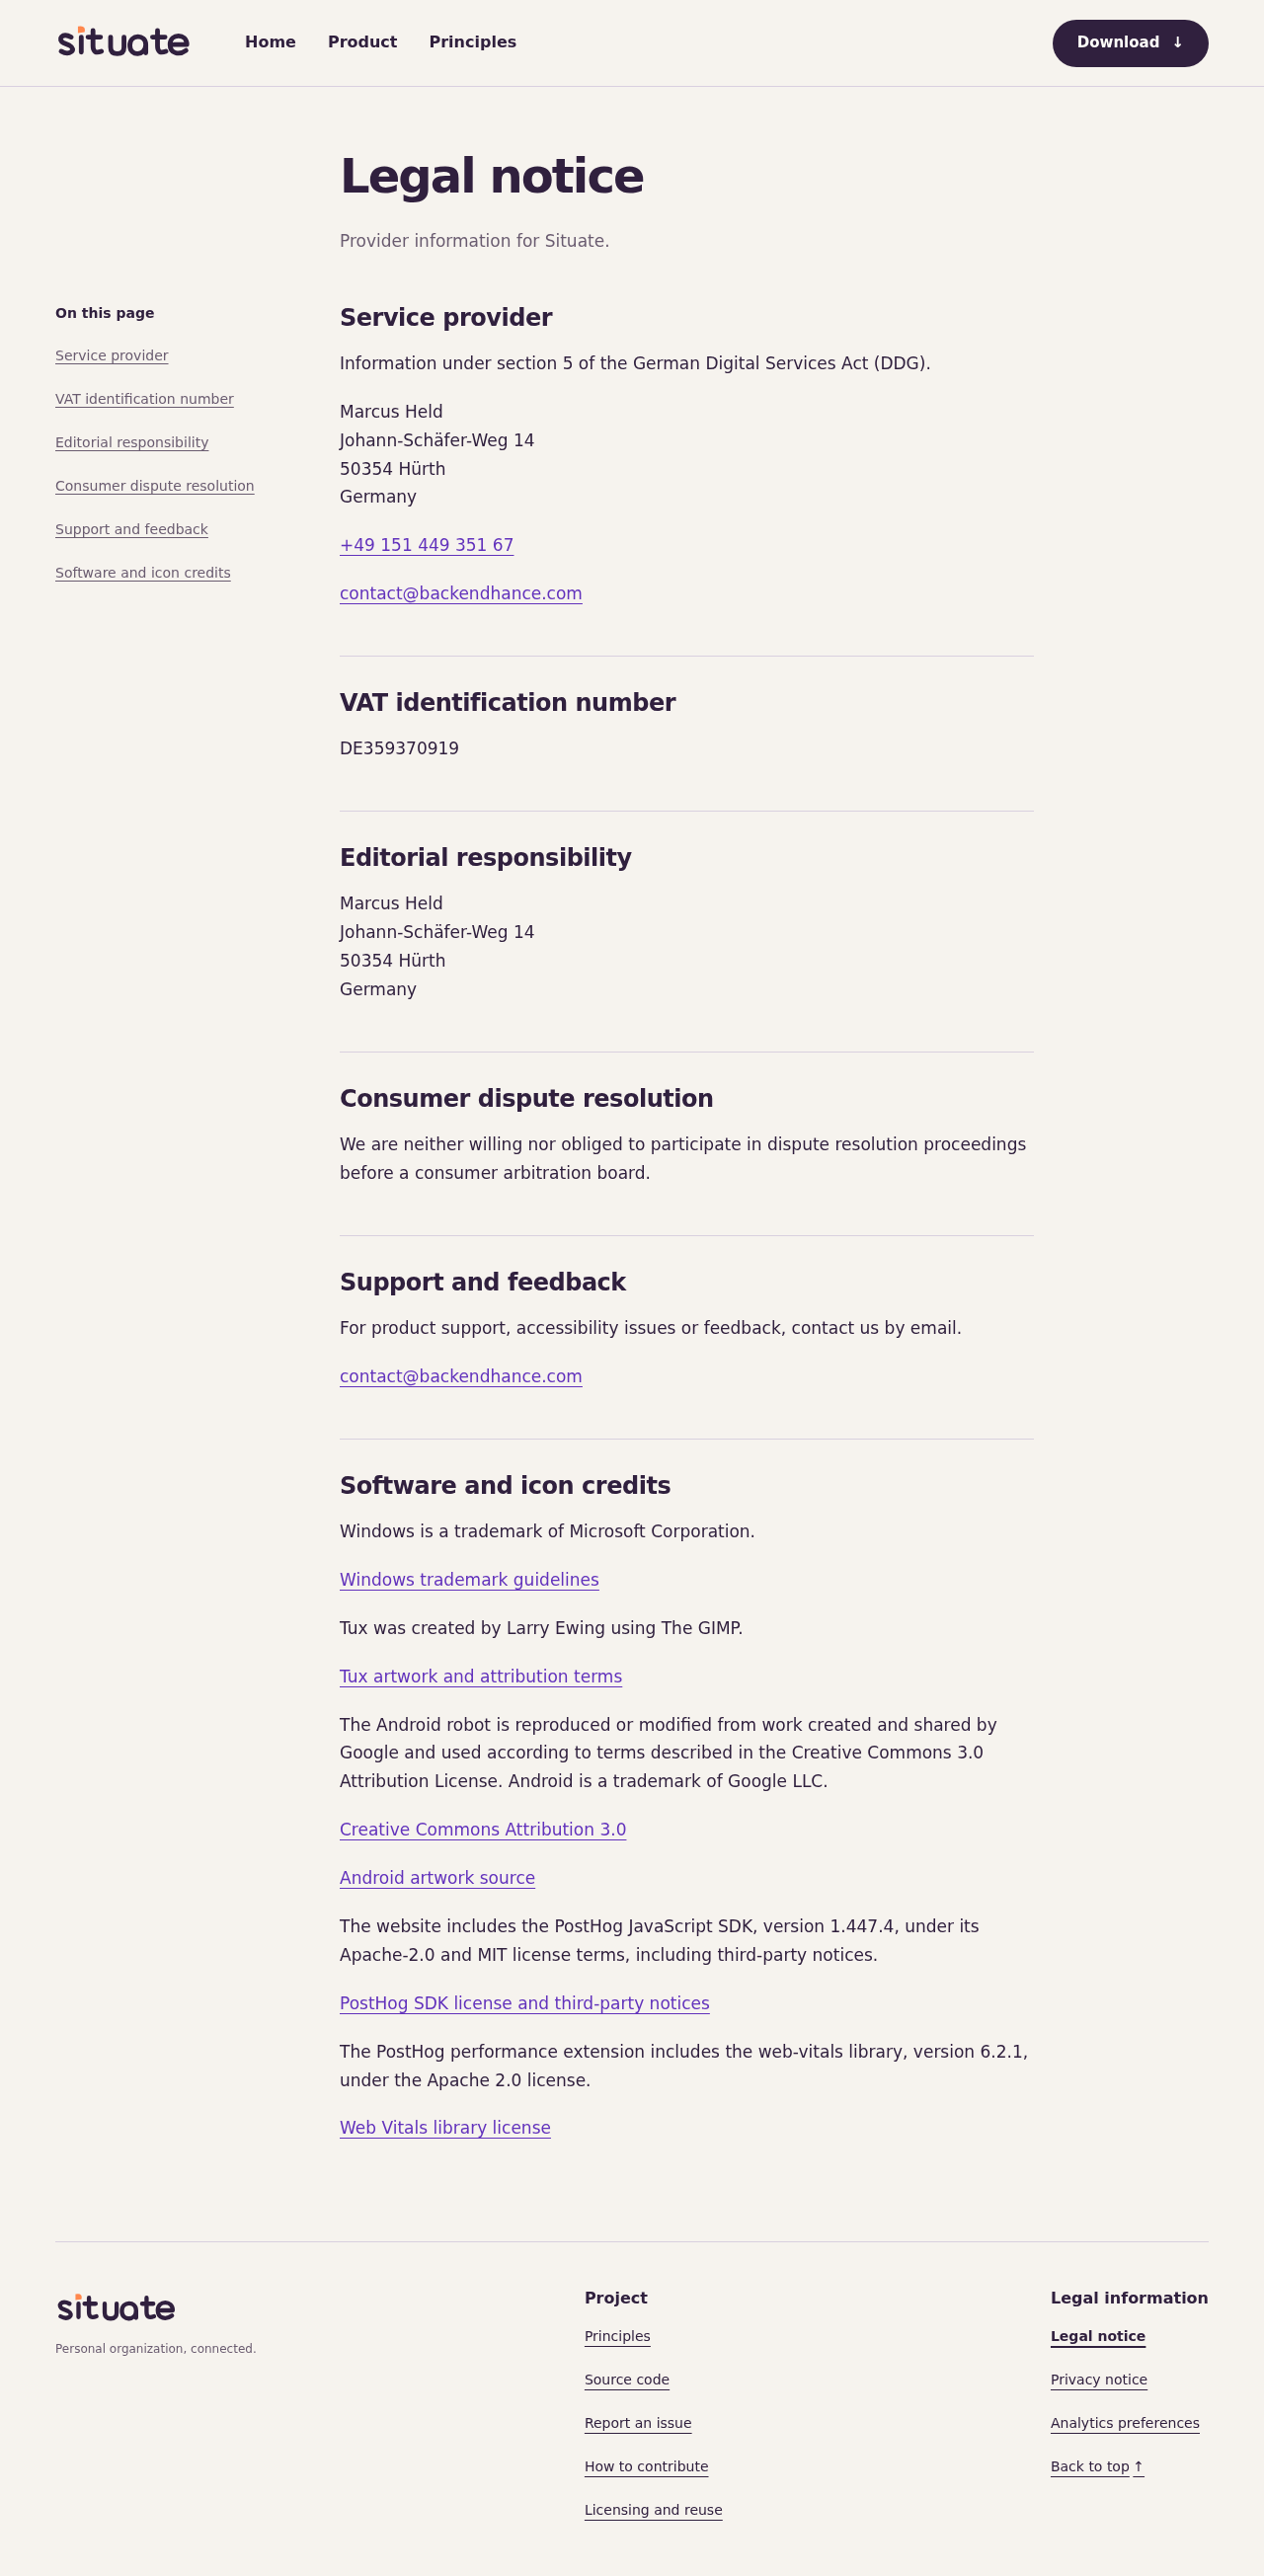 situate
Home
Product
Principles
Download ↓
Legal notice
Provider information for Situate.
On this page
Service provider
VAT identification number
Editorial responsibility
Consumer dispute resolution
Support and feedback
Software and icon credits
Service provider
Information under section 5 of the German Digital Services Act (DDG).
Marcus Held
Johann-Schäfer-Weg 14
50354 Hürth
Germany
+49 151 449 351 67
contact@backendhance.com
VAT identification number
DE359370919
Editorial responsibility
Marcus Held
Johann-Schäfer-Weg 14
50354 Hürth
Germany
Consumer dispute resolution
We are neither willing nor obliged to participate in dispute resolution proceedings
before a consumer arbitration board.
Support and feedback
For product support, accessibility issues or feedback, contact us by email.
contact@backendhance.com
Software and icon credits
Windows is a trademark of Microsoft Corporation.
Windows trademark guidelines
Tux was created by Larry Ewing using The GIMP.
Tux artwork and attribution terms
The Android robot is reproduced or modified from work created and shared by
Google and used according to terms described in the Creative Commons 3.0
Attribution License. Android is a trademark of Google LLC.
Creative Commons Attribution 3.0
Android artwork source
The website includes the PostHog JavaScript SDK, version 1.447.4, under its
Apache-2.0 and MIT license terms, including third-party notices.
PostHog SDK license and third-party notices
The PostHog performance extension includes the web-vitals library, version 6.2.1,
under the Apache 2.0 license.
Web Vitals library license
situate
Personal organization, connected.
Project
Principles
Source code
Report an issue
How to contribute
Licensing and reuse
Legal information
Legal notice
Privacy notice
Analytics preferences
Back to top ↑